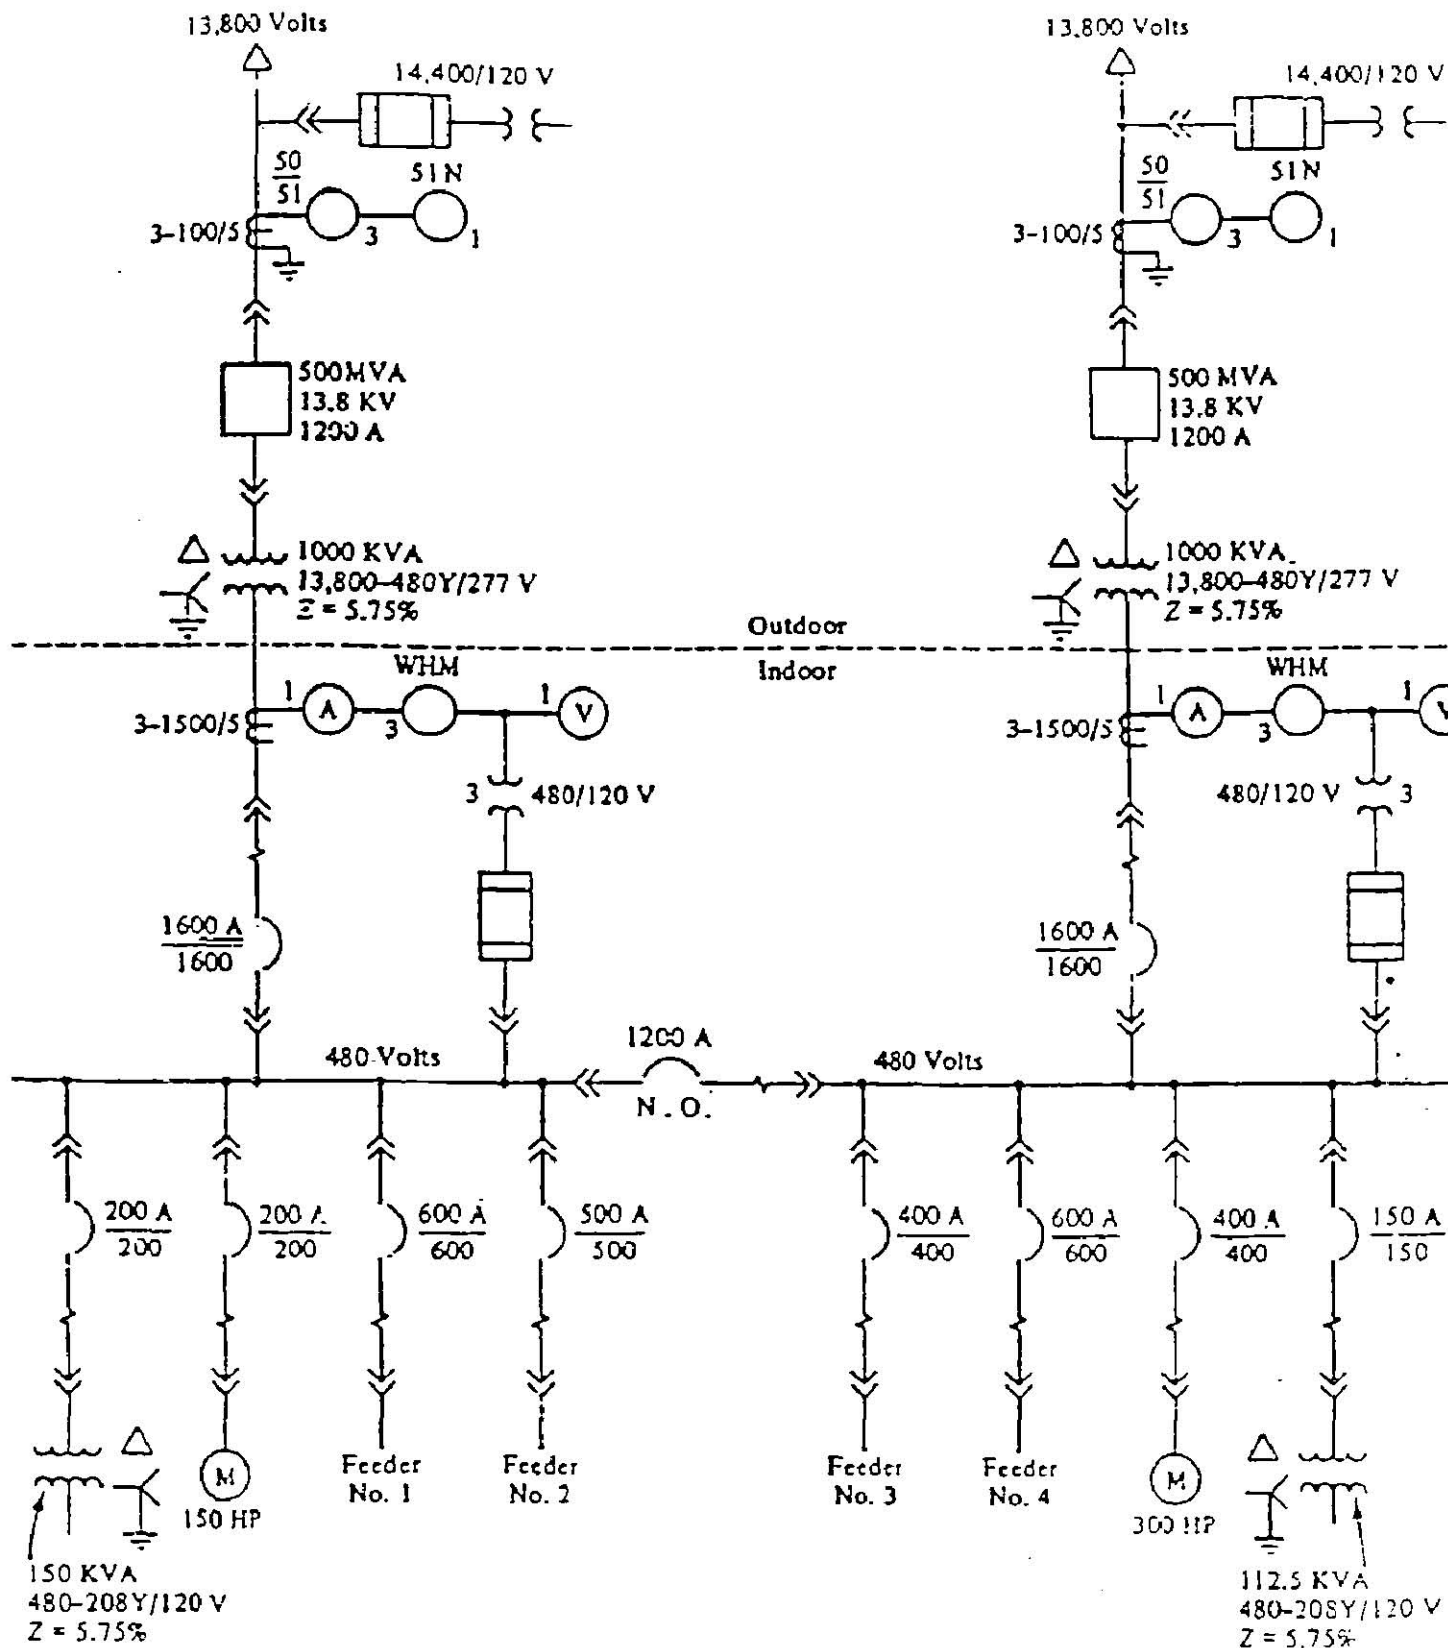 13,800 Volts
14,400/120 V
50
51
51N
3-100/5
3
1
500MVA
13.8 KV
1200 A
1000 KVA
13,800-480Y/277 V
Z = 5.75%
13,800 Volts
14,400/120 V
50
51
51N
3-100/5
3
1
500 MVA
13.8 KV
1200 A
1000 KVA
13,800-480Y/277 V
Z = 5.75%
Outdoor
Indoor
WHM
1
A
3
1
V
3-1500/5
3
480/120 V
1600 A
1600
WHM
1
A
3
1
V
3-1500/5
480/120 V
3
1600 A
1600
480 Volts
1200 A
N.O.
480 Volts
200 A
200
200 A
200
600 A
600
500 A
500
400 A
400
600 A
600
400 A
400
150 A
150
M
150 HP
Feeder
No. 1
Feeder
No. 2
Feeder
No. 3
Feeder
No. 4
M
300 HP
150 KVA
480-208Y/120 V
Z = 5.75%
112.5 KVA
480-208Y/120 V
Z = 5.75%